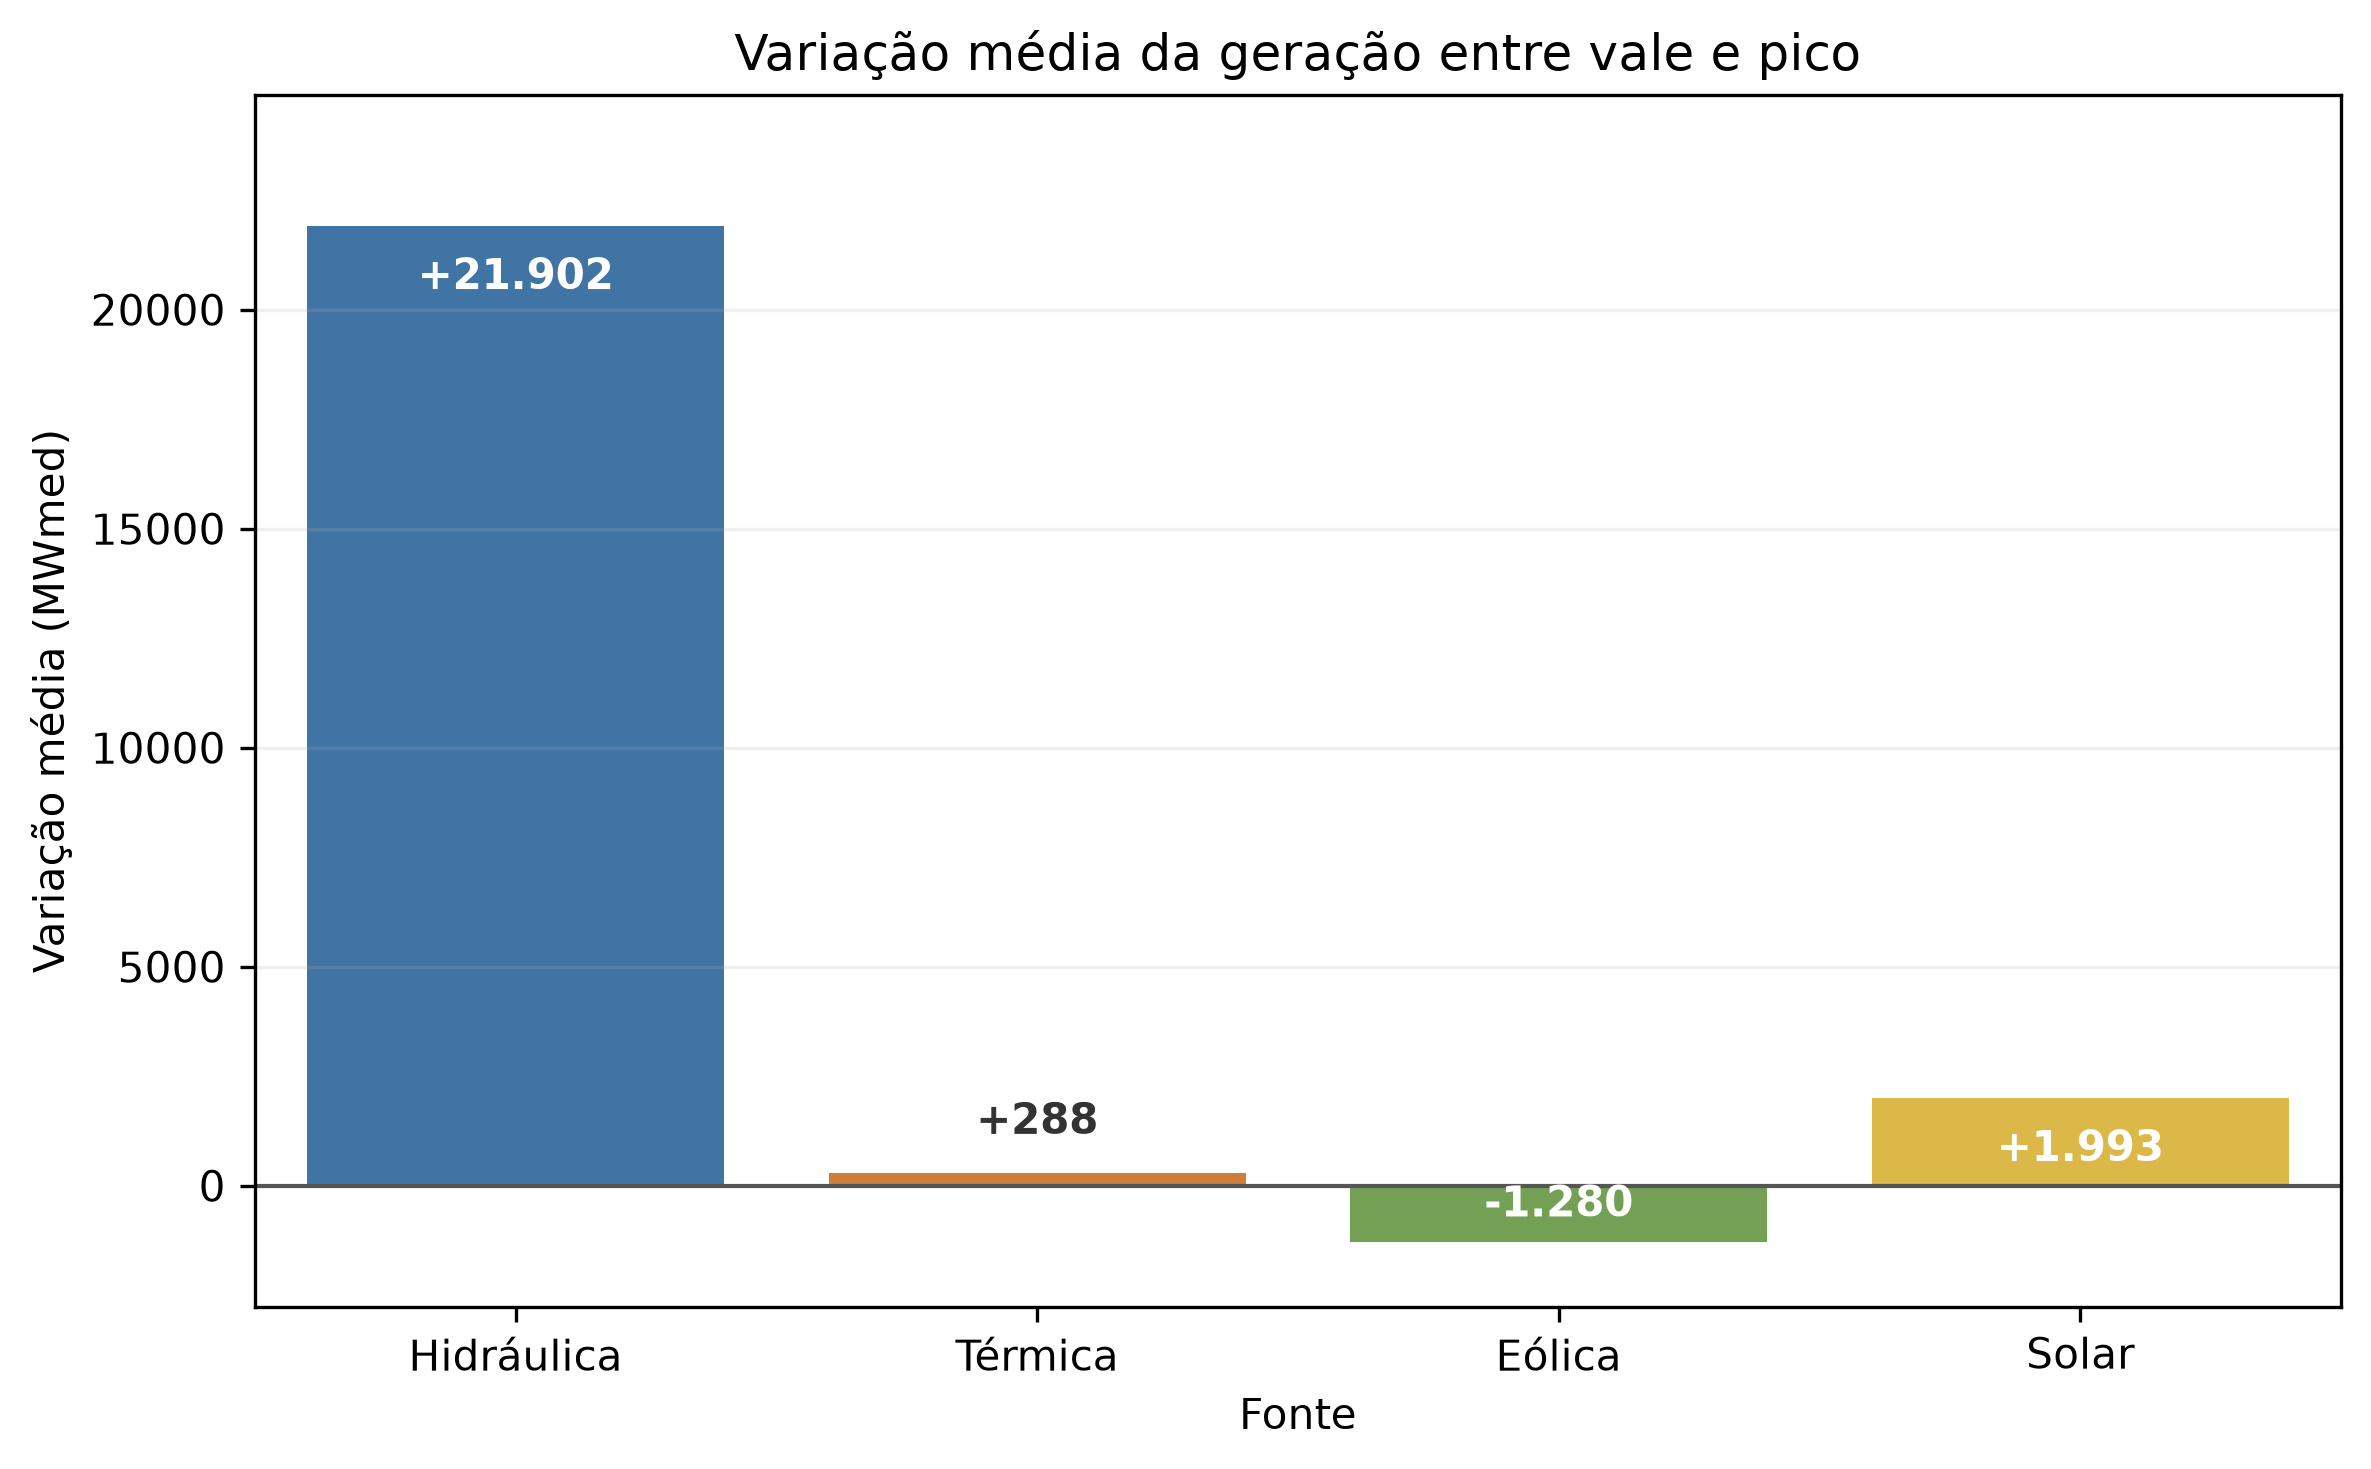 Variação média da geração entre vale e pico
Variação média (MWmed)
20000
15000
10000
5000
0
+21.902
+288
-1.280
+1.993
Hidráulica
Térmica
Eólica
Solar
Fonte